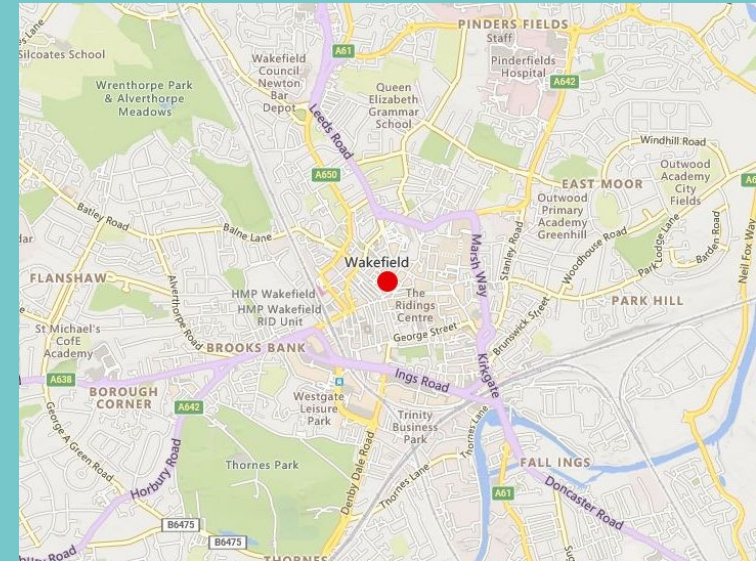 PINDERS FIELDS
Staff
Pinderfields
Hospital
A61
A642
Silcoates School
Wakefield
Council
Newton
Bar
Depot
Wrenthorpe Park
& Alverthorpe
Meadows
Queen
Elizabeth
Grammar
School
Leeds Road
Windhill Road
A650
EAST MOOR
Outwood
Academy
City
Fields
Outwood
Primary
Academy
Greenhill
Batley Road
Balne Lane
Stanley Road
Woodhouse Road
Park Lodge Lane
Barden Road
Neil Fox Way
Marsh Way
Wakefield
FLANSHAW
Alverthorpe Road
HMP Wakefield
HMP Wakefield
RID Unit
The
Ridings
Centre
PARK HILL
St Michael's
CofE
Academy
George Street
Brunswick Street
BROOKS BANK
Kirkgate
A638
BOROUGH
CORNER
A642
Ings Road
Westgate
Leisure
Park
Trinity
Business
Park
Thornes Lane
George A Green Road
Horbury Road
Thornes Park
Denby Dale Road
Thornes Lane
FALL INGS
A61
Doncaster Road
B6475
B6475
THORNES